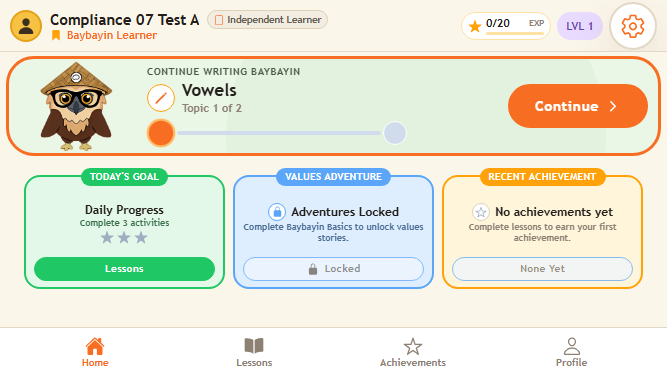 Compliance 07 Test A
Independent Learner
Baybayin Learner
0/20 EXP
LVL 1
CONTINUE WRITING BAYBAYIN
Vowels
Topic 1 of 2
Continue
TODAY'S GOAL
Daily Progress
Complete 3 activities
Lessons
VALUES ADVENTURE
Adventures Locked
Complete Baybayin Basics to unlock values
stories.
Locked
RECENT ACHIEVEMENT
No achievements yet
Complete lessons to earn your first
achievement.
None Yet
Home
Lessons
Achievements
Profile